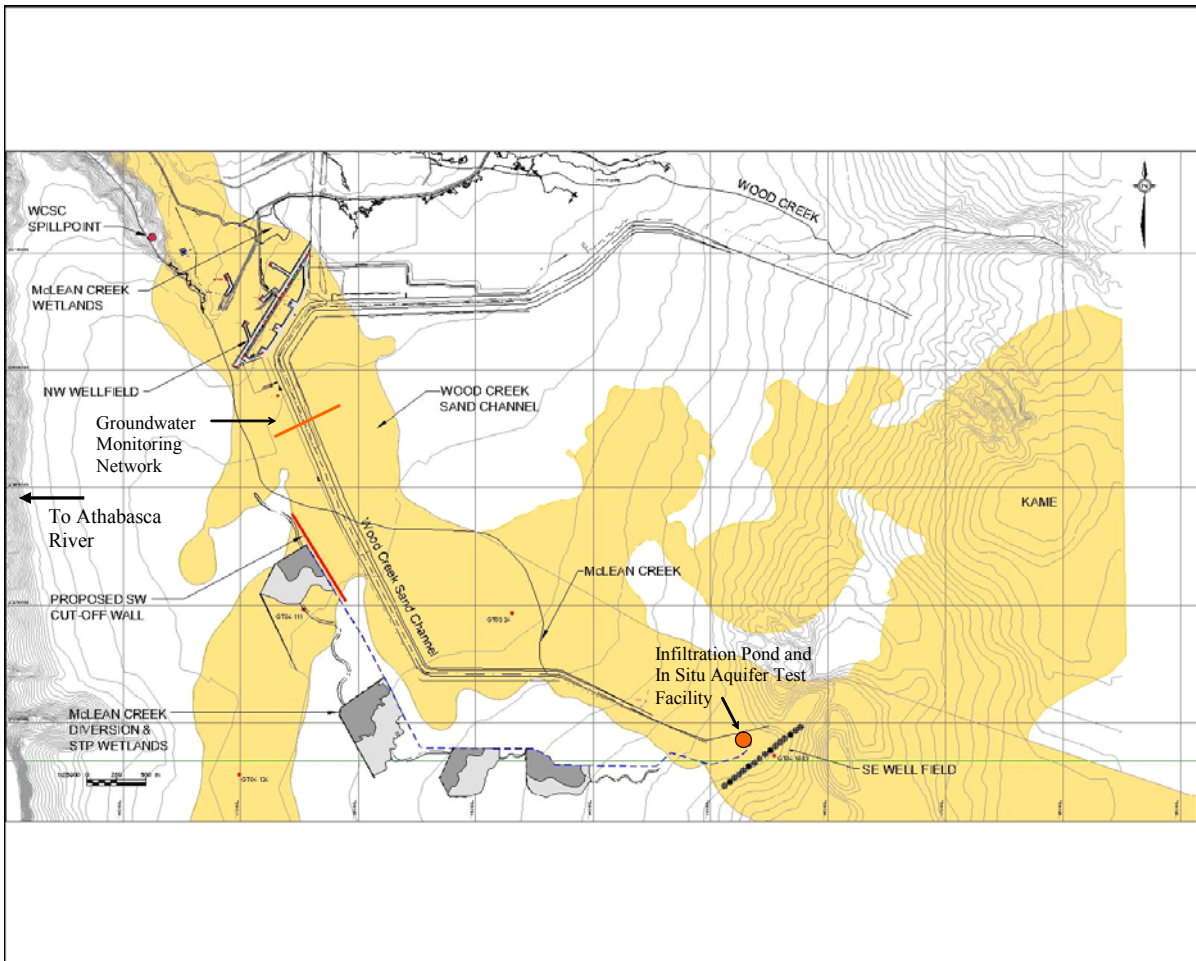 WOOD CREEK
WCSC
SPILLPOINT
McLEAN CREEK
WETLANDS
NW WELLFIELD
WOOD CREEK
SAND CHANNEL
Groundwater
Monitoring
Network
KAME
To Athabasca
River
Wood Creek Sand Channel
McLEAN CREEK
PROPOSED SW
CUT-OFF WALL
GT04 111
Infiltration Pond and
In Situ Aquifer Test
Facility
McLEAN CREEK
DIVERSION &
STP WETLANDS
SE WELL FIELD